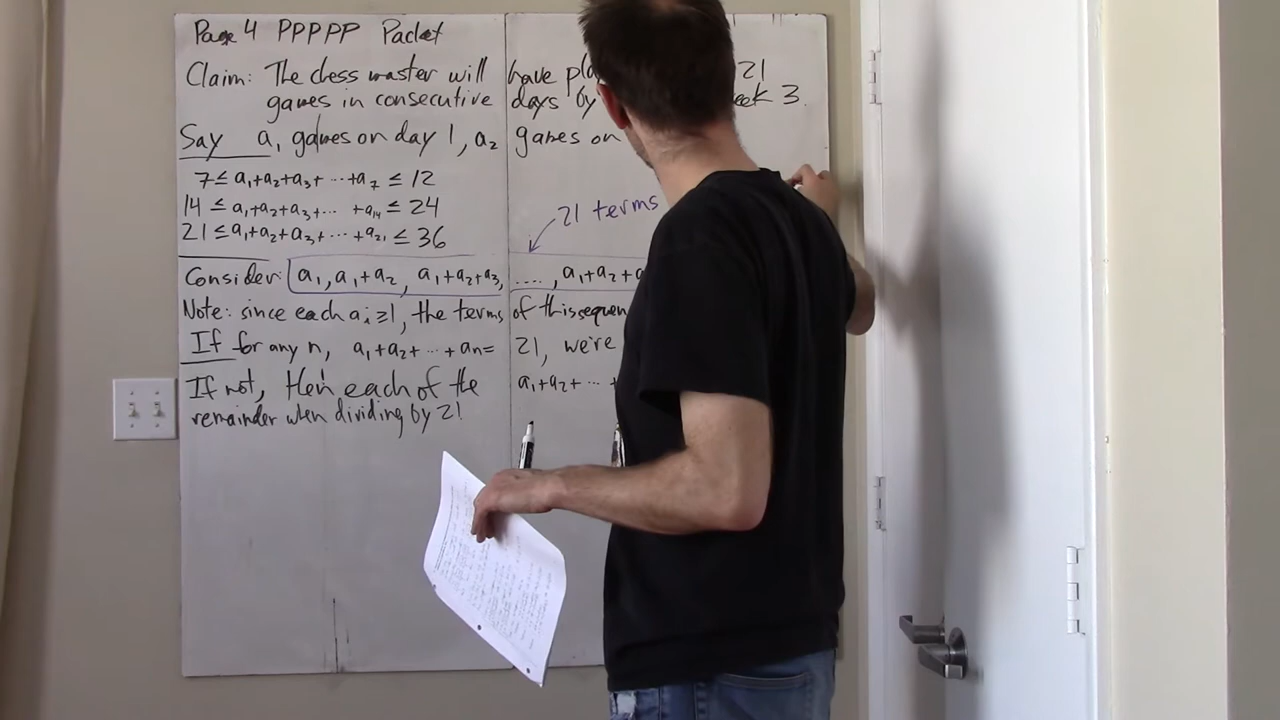 Page 4 PPPPP Packet
Claim: The chess master will have 21
games in consecutive days by week 3.
Say a₁ games on day 1, a₂ games on
7 ≤ a₁+a₂+a₃+ ⋯ +a₇ ≤ 12
14 ≤ a₁+a₂+a₃+ ⋯ +a₁₄ ≤ 24
21 ≤ a₁+a₂+a₃+ ⋯ +a₂₁ ≤ 36
21 terms
Consider: a₁, a₁+a₂, a₁+a₂+a₃, ...., a₁+a₂+
Note: since each aᵢ ≥ 1, the terms of this
If for any n, a₁+a₂+ ⋯ +aₙ = 21, we're
If not, then each of the a₁+a₂+ ⋯ +
remainder when dividing by 21